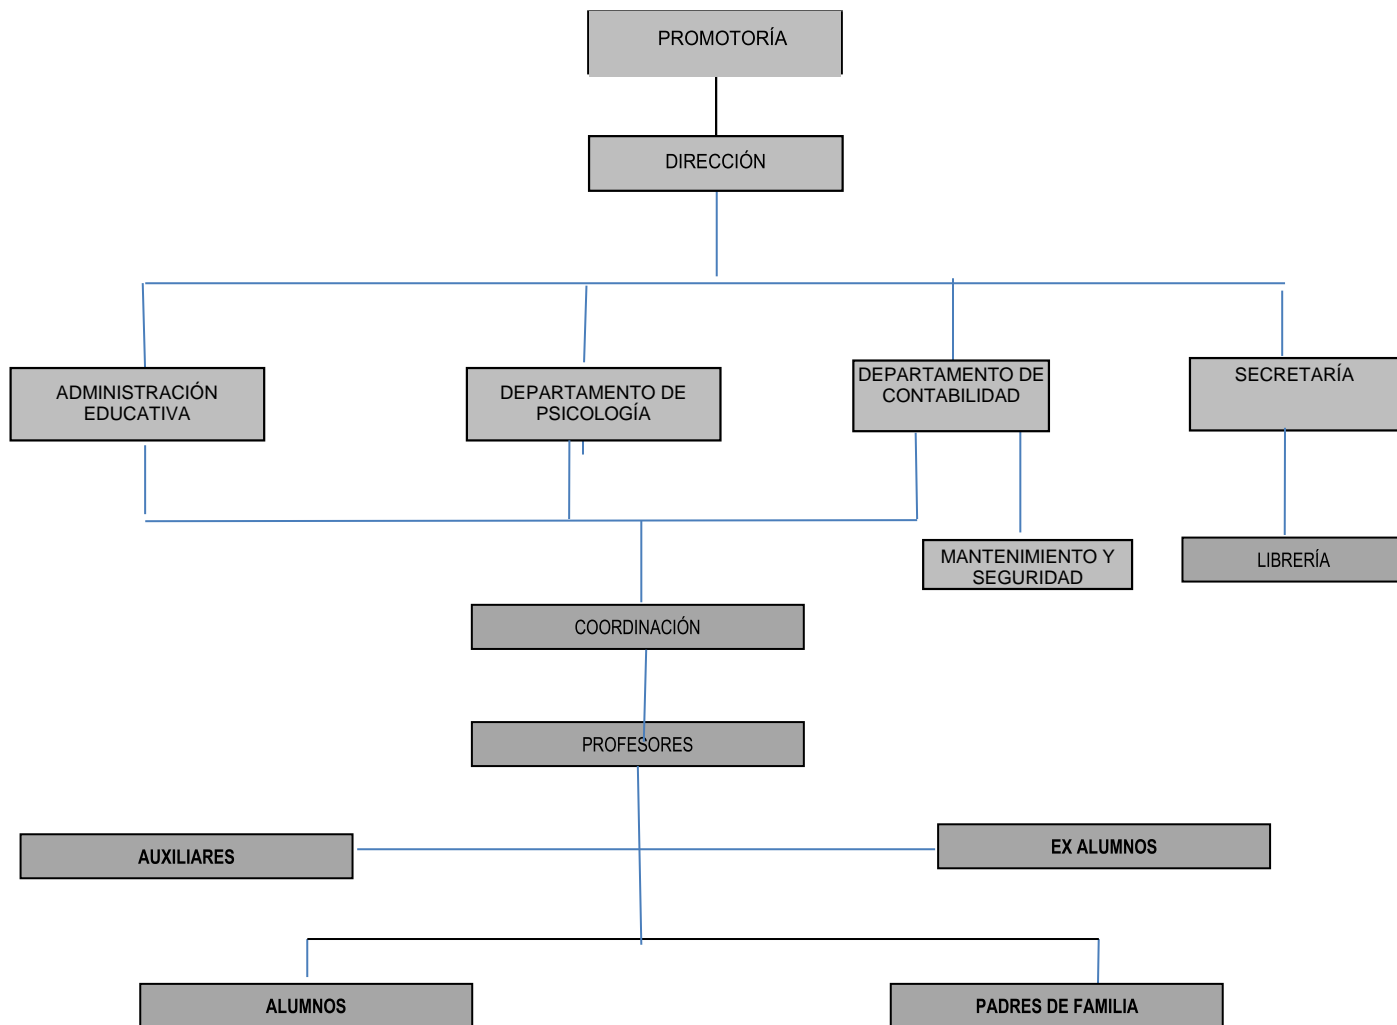 PROMOTORÍA
DIRECCIÓN
ADMINISTRACIÓN
EDUCATIVA
DEPARTAMENTO DE
PSICOLOGÍA
DEPARTAMENTO DE
CONTABILIDAD
SECRETARÍA
MANTENIMIENTO Y
SEGURIDAD
LIBRERÍA
COORDINACIÓN
PROFESORES
AUXILIARES
EX ALUMNOS
ALUMNOS
PADRES DE FAMILIA